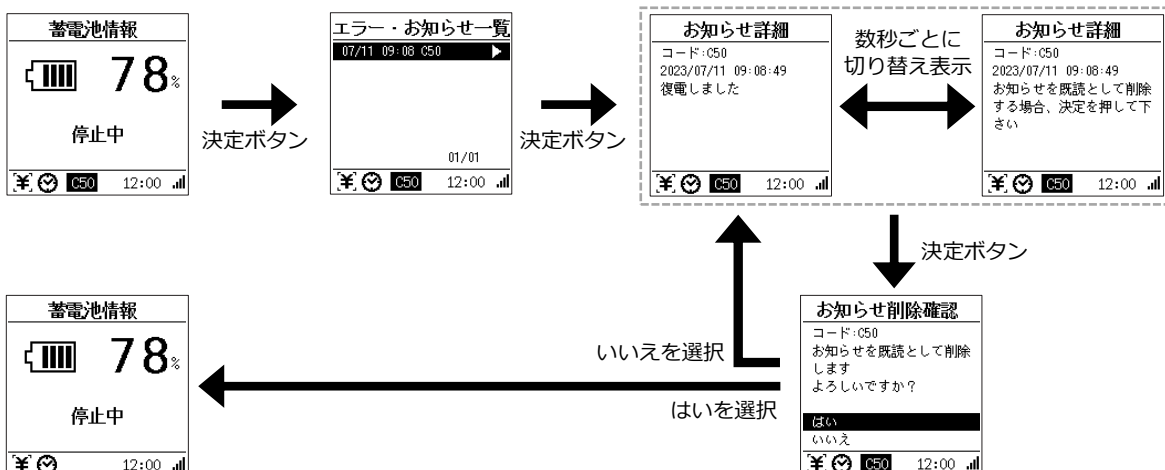 蓄電池情報
78%
停止中
¥ C50 12:00
決定ボタン
エラー・お知らせ一覧
07/11 09:08 C50
01/01
¥ C50 12:00
決定ボタン
お知らせ詳細
コード:C50
2023/07/11 09:08:49
復電しました
¥ C50 12:00
数秒ごとに
切り替え表示
お知らせ詳細
コード:C50
2023/07/11 09:08:49
お知らせを既読として削除
する場合、決定を押して下
さい
¥ C50 12:00
決定ボタン
お知らせ削除確認
コード:C50
お知らせを既読として削除
します
よろしいですか?
はい
いいえ
¥ C50 12:00
いいえを選択
はいを選択
蓄電池情報
78%
停止中
¥ 12:00